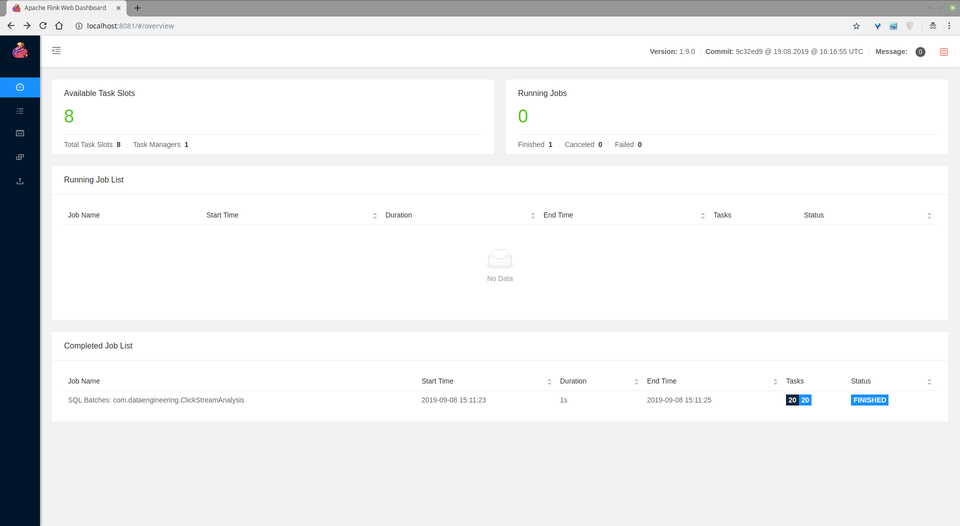 Apache Flink Web Dashboard
localhost:8081/#/overview
Version: 1.9.0 Commit: 9c32ed9 @ 19.08.2019 @ 16:16:55 UTC Message: 0
Available Task Slots
8
Total Task Slots 8 Task Managers 1
Running Jobs
0
Finished 1 Canceled 0 Failed 0
Running Job List
Job Name Start Time Duration End Time Tasks Status
No Data
Completed Job List
Job Name Start Time Duration End Time Tasks Status
SQL Batches: com.dataengineering.ClickStreamAnalysis 2019-09-08 15:11:23 1s 2019-09-08 15:11:25 20 20 FINISHED